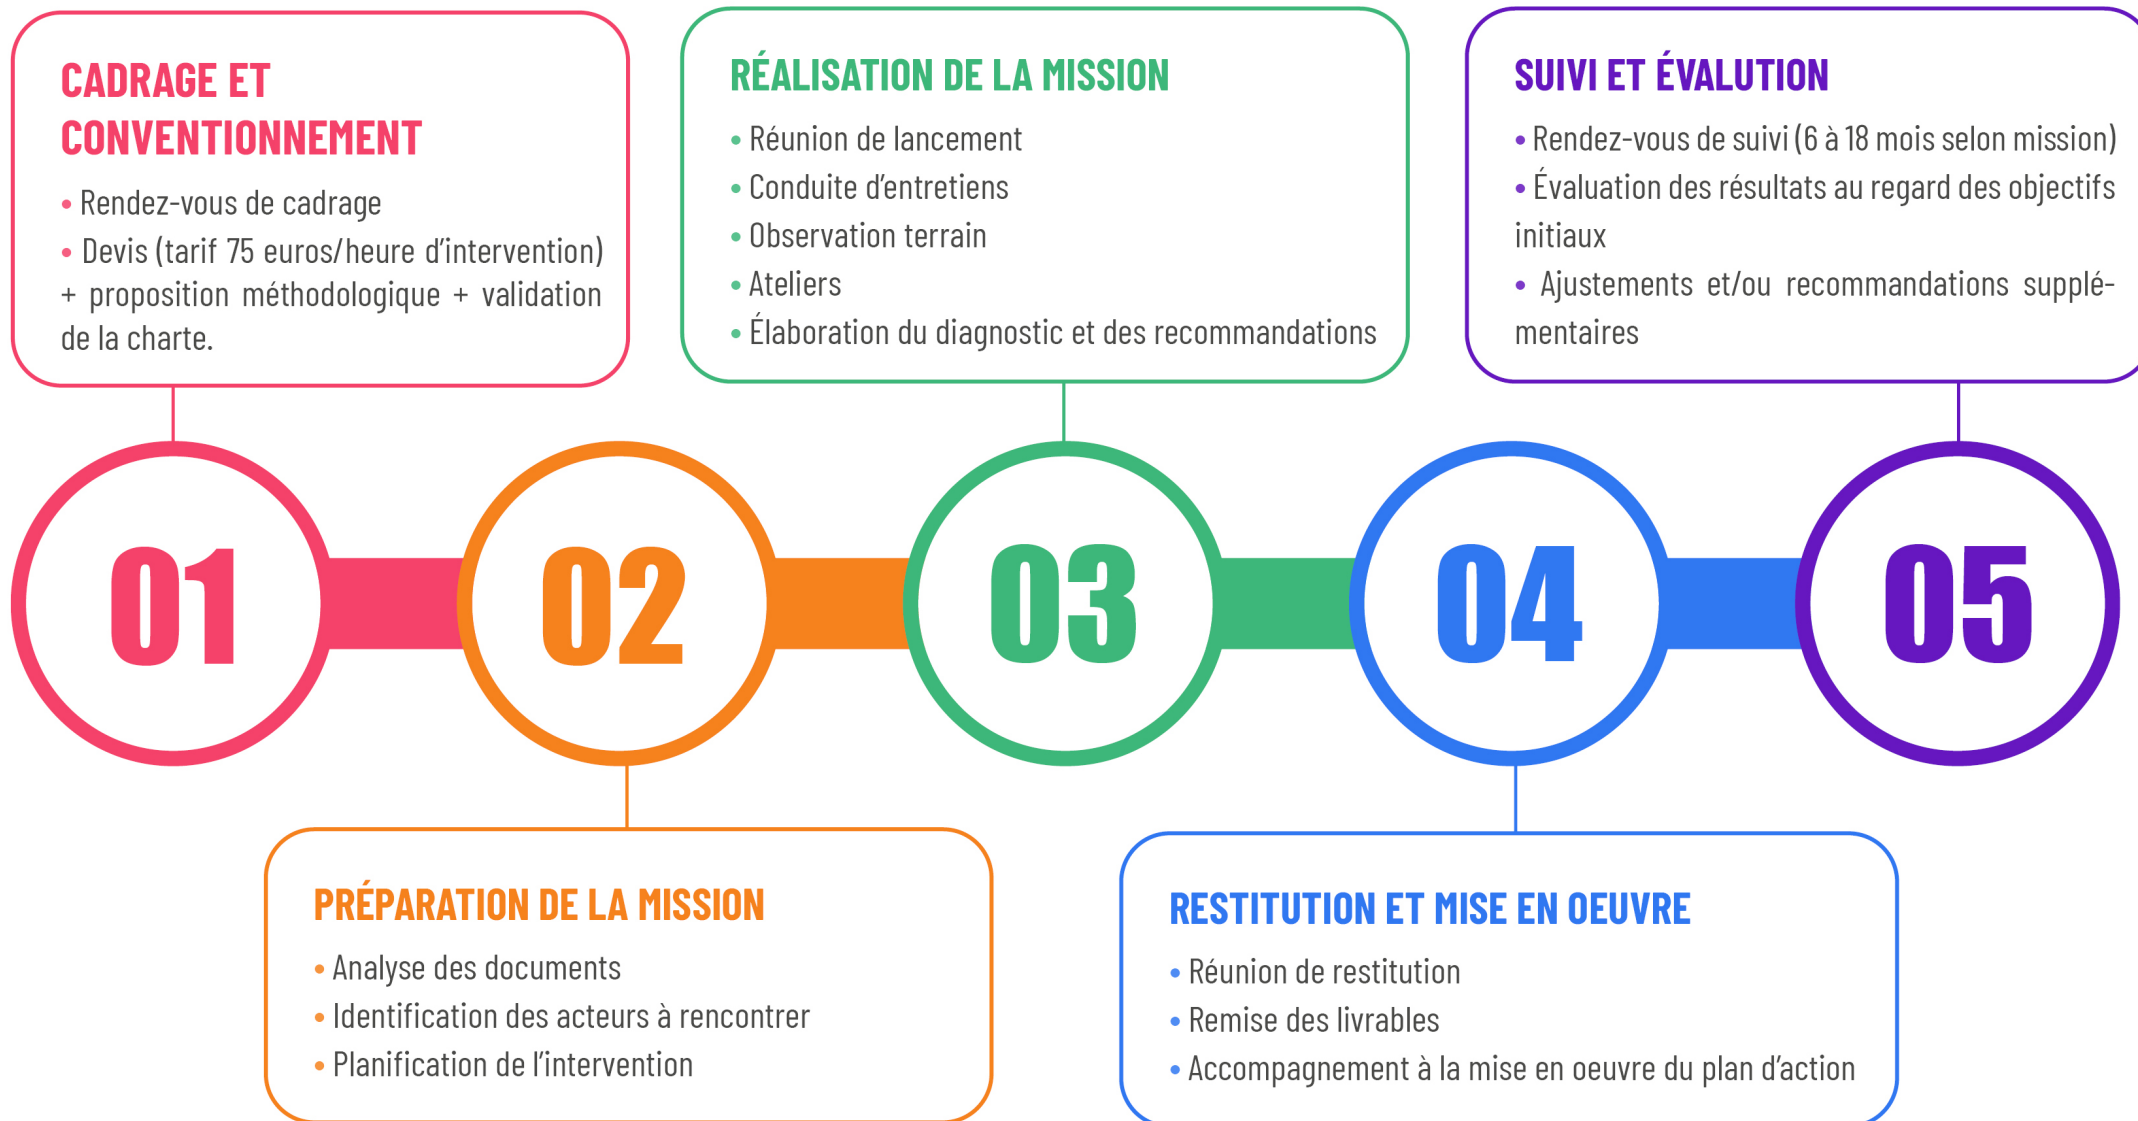 CADRAGE ET
CONVENTIONNEMENT
• Rendez-vous de cadrage
• Devis (tarif 75 euros/heure d’intervention)
+ proposition méthodologique + validation
de la charte.
RÉALISATION DE LA MISSION
• Réunion de lancement
• Conduite d’entretiens
• Observation terrain
• Ateliers
• Élaboration du diagnostic et des recommandations
SUIVI ET ÉVALUTION
• Rendez-vous de suivi (6 à 18 mois selon mission)
• Évaluation des résultats au regard des objectifs
initiaux
• Ajustements et/ou recommandations supplé-
mentaires
01
02
03
04
05
PRÉPARATION DE LA MISSION
• Analyse des documents
• Identification des acteurs à rencontrer
• Planification de l’intervention
RESTITUTION ET MISE EN OEUVRE
• Réunion de restitution
• Remise des livrables
• Accompagnement à la mise en oeuvre du plan d’action